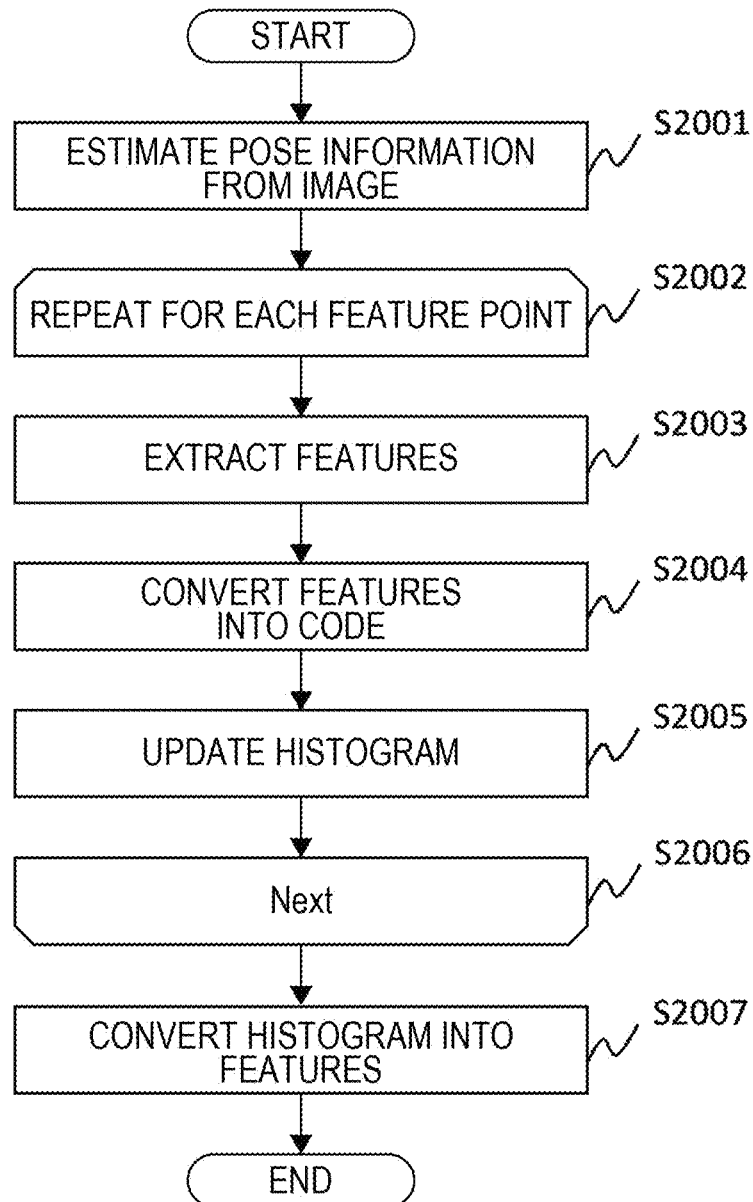 START
ESTIMATE POSE INFORMATION
FROM IMAGE
S2001
REPEAT FOR EACH FEATURE POINT
S2002
EXTRACT FEATURES
S2003
CONVERT FEATURES
INTO CODE
S2004
UPDATE HISTOGRAM
S2005
Next
S2006
CONVERT HISTOGRAM INTO
FEATURES
S2007
END